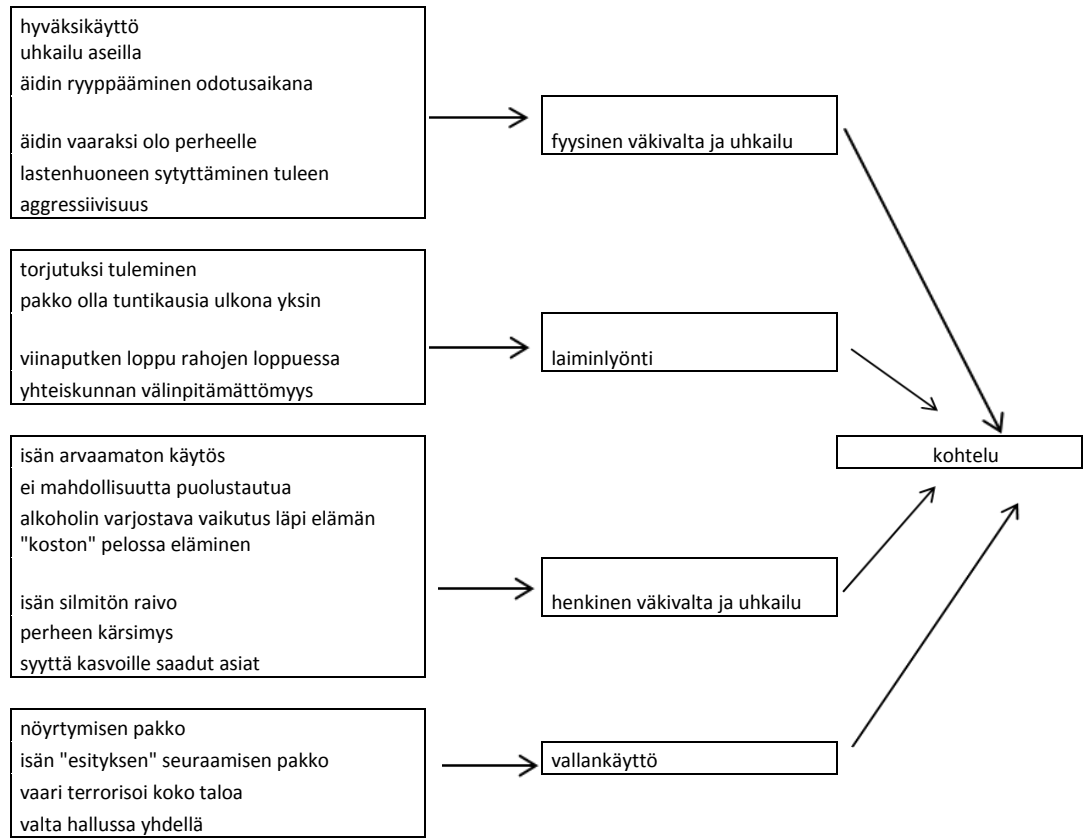 hyväksikäyttö
uhkailu aseilla
äidin ryyppääminen odotusaikana
äidin vaaraksi olo perheelle
lastenhuoneen sytyttäminen tuleen
aggressiivisuus
fyysinen väkivalta ja uhkailu
torjutuksi tuleminen
pakko olla tuntikausia ulkona yksin
viinaputken loppu rahojen loppuessa
yhteiskunnan välinpitämättömyys
laiminlyönti
kohtelu
isän arvaamaton käytös
ei mahdollisuutta puolustautua
alkoholin varjostava vaikutus läpi elämän
"koston" pelossa eläminen
isän silmitön raivo
perheen kärsimys
syyttä kasvoille saadut asiat
henkinen väkivalta ja uhkailu
nöyrtymisen pakko
isän "esityksen" seuraamisen pakko
vaari terrorisoi koko taloa
valta hallussa yhdellä
vallankäyttö